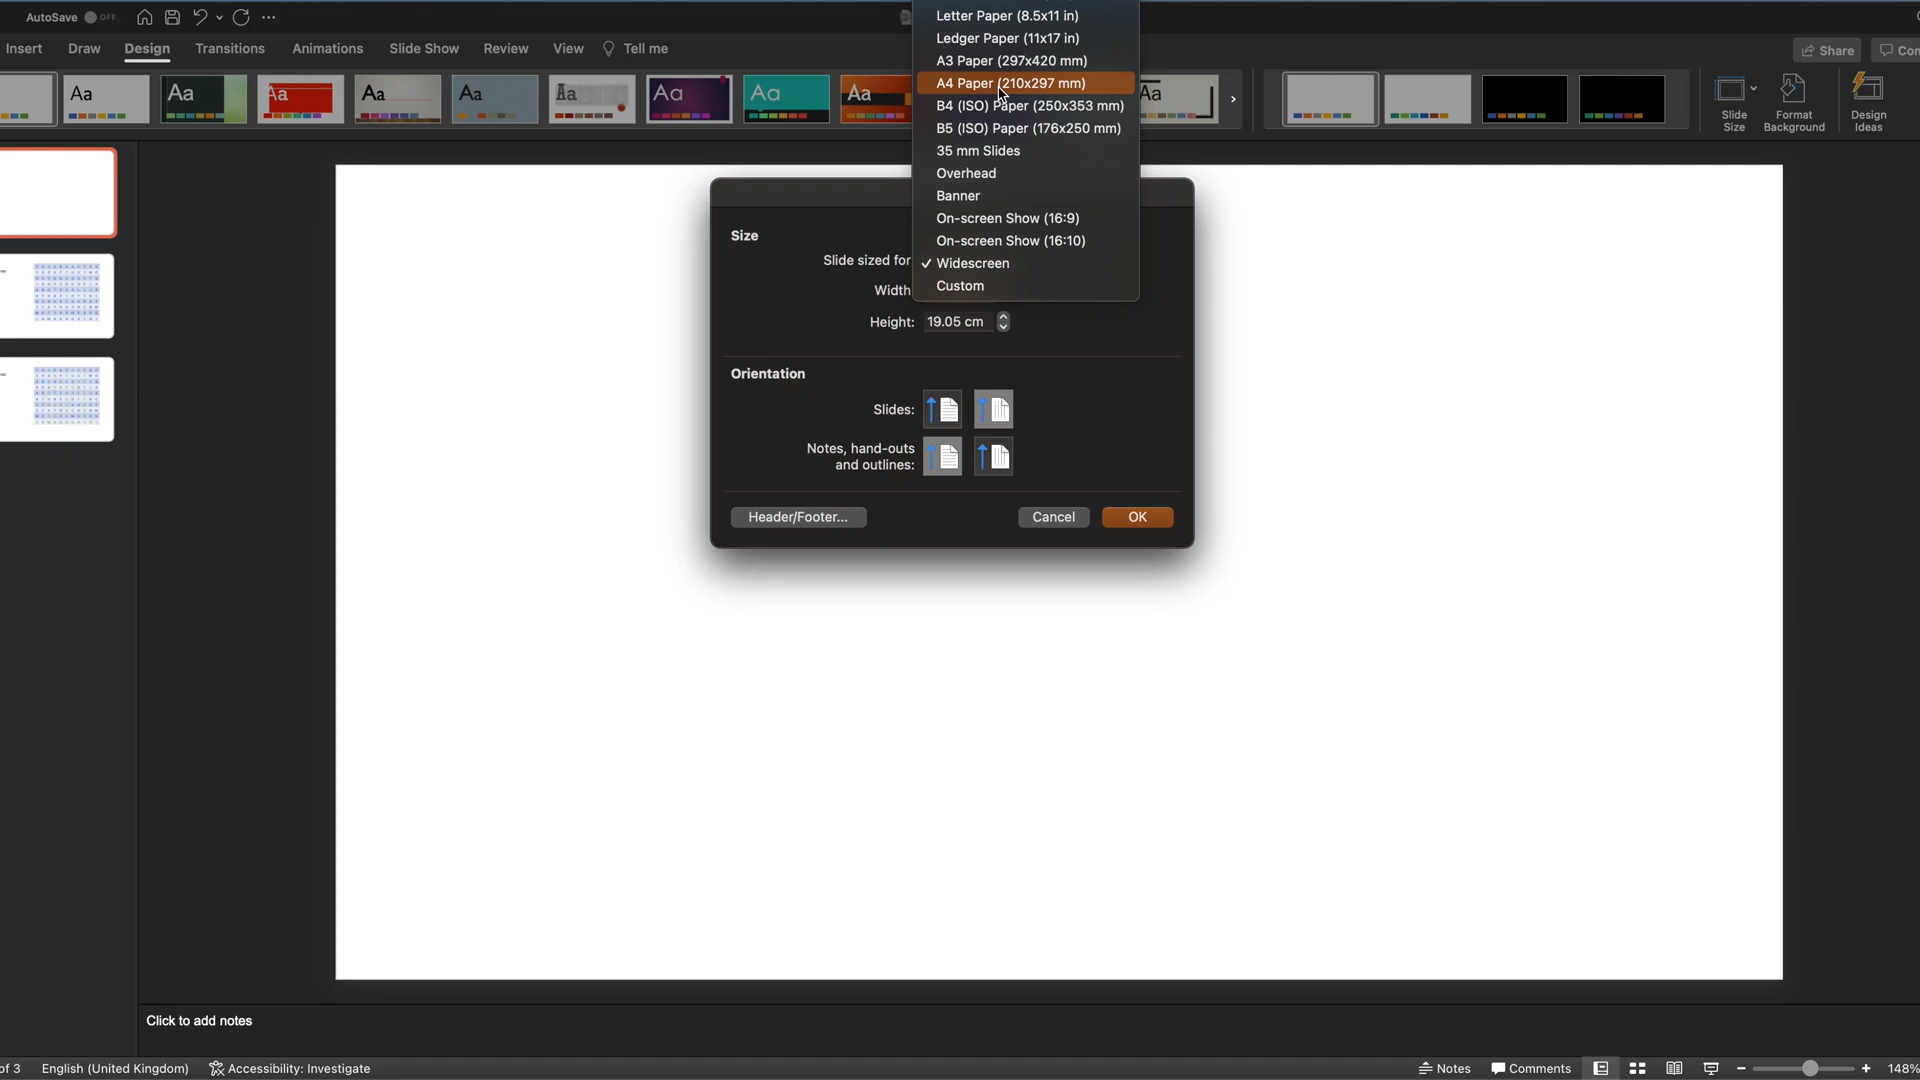 AutoSave OFF
Insert Draw Design Transitions Animations Slide Show Review View Tell me
Share
Aa Aa Aa Aa Aa Aa Aa Aa Aa Aa
Slide Size
Format Background
Design Ideas
Letter Paper (8.5x11 in)
Ledger Paper (11x17 in)
A3 Paper (297x420 mm)
A4 Paper (210x297 mm)
B4 (ISO) Paper (250x353 mm)
B5 (ISO) Paper (176x250 mm)
35 mm Slides
Overhead
Banner
On-screen Show (16:9)
On-screen Show (16:10)
Widescreen
Custom
Size
Slide sized for
Width
Height: 19.05 cm
Orientation
Slides:
Notes, hand-outs
and outlines:
Header/Footer... Cancel OK
Click to add notes
of 3 English (United Kingdom) Accessibility: Investigate Notes Comments 148%